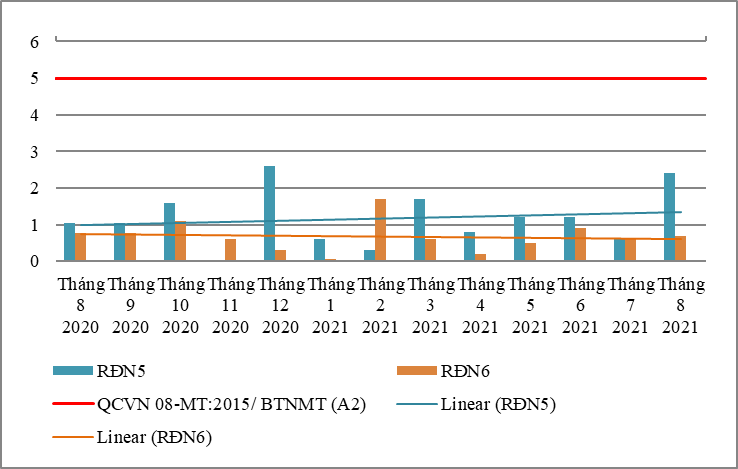 6
5
4
3
2
1
0
Tháng Tháng Tháng Tháng Tháng Tháng Tháng Tháng Tháng Tháng Tháng Tháng Tháng
8 9 10 11 12 1 2 3 4 5 6 7 8
2020 2020 2020 2020 2020 2021 2021 2021 2021 2021 2021 2021 2021
RĐN5 RĐN6
QCVN 08-MT:2015/ BTNMT (A2) Linear (RĐN5)
Linear (RĐN6)